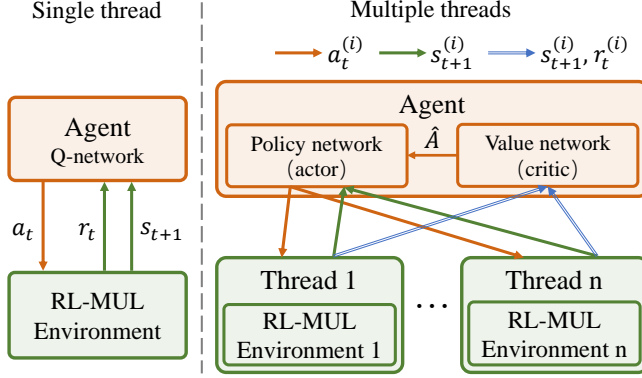 Single thread
Agent
Q-network
a_t
r_t
s_{t+1}
RL-MUL
Environment
Multiple threads
a_t^{(i)}
s_{t+1}^{(i)}
s_{t+1}^{(i)}, r_t^{(i)}
Agent
Policy network
(actor)
Â
Value network
(critic)
Thread 1
RL-MUL
Environment 1
...
Thread n
RL-MUL
Environment n